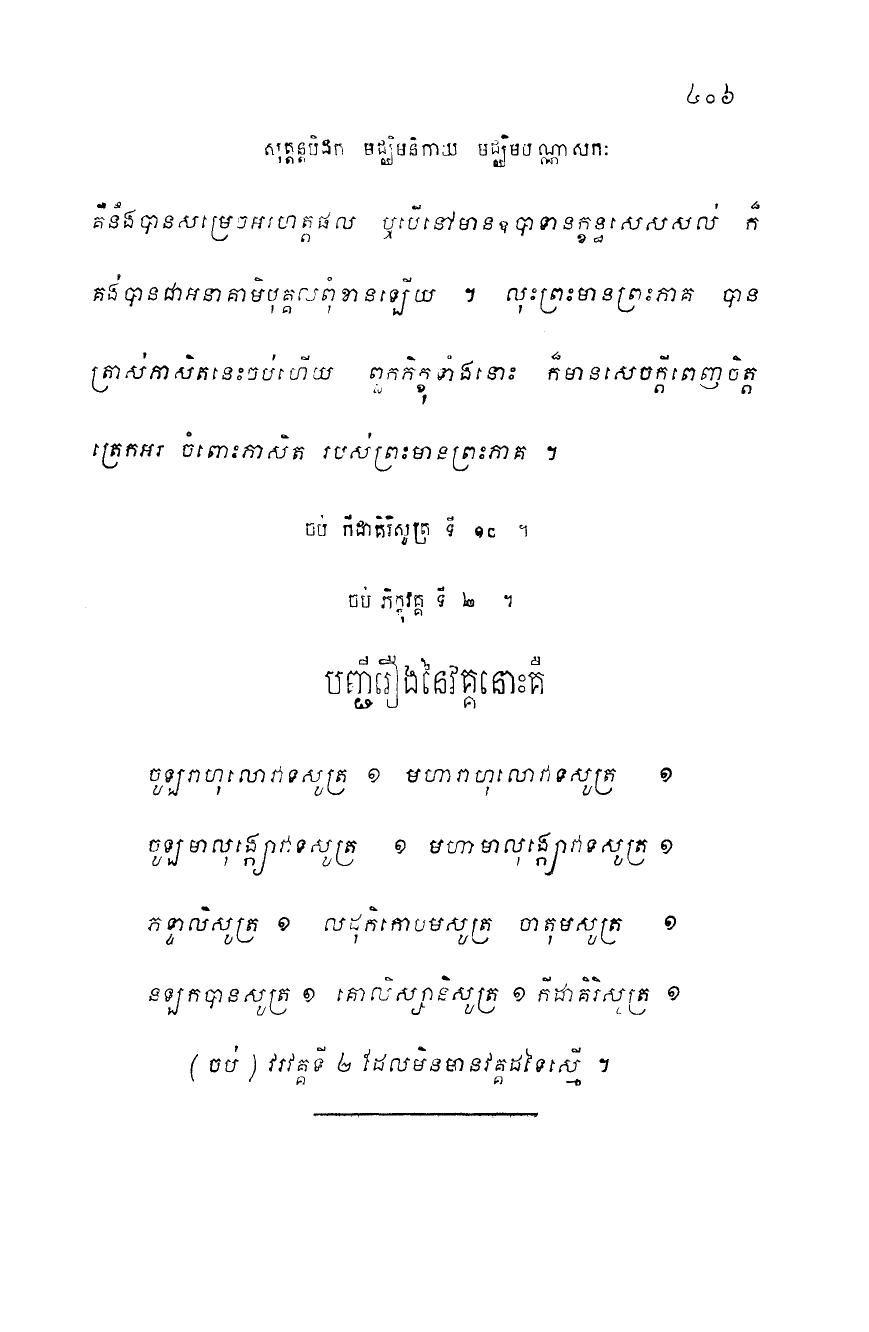 ៤០៦
សុត្តន្តបិដក មជ្ឈិមនិកាយ មជ្ឈិមបណ្ណាសកៈ
គឺនឹងបានសម្រេចអរហត្តផល ឬបើនៅមានឧបាទានក្ខន្ធសេសសល់ ក៏
គង់បានជាអនាគាមិបុគ្គលពុំខានឡើយ ។ លុះព្រះមានព្រះភាគ បាន
ត្រាស់ភាសិតនេះចប់ហើយ ពួកភិក្ខុទាំងនោះ ក៏មានសេចក្តីពេញចិត្ត
ត្រេកអរ ចំពោះភាសិត របស់ព្រះមានព្រះភាគ ។
ចប់ កីដាគិរិសូត្រ ទី ១០ ។
ចប់ ភិក្ខុវគ្គ ទី ២ ។
បញ្ជីរឿងនៃវគ្គនោះគឺ
ចូឡរាហុលោវាទសូត្រ ១ មហារាហុលោវាទសូត្រ ១
ចូឡមាលុង្ក្យោវាទសូត្រ ១ មហាមាលុង្ក្យោវាទសូត្រ ១
ភទ្ទាលិសូត្រ ១ លដុកិកោបមសូត្រ ចាតុមសូត្រ ១
នឡកបានសូត្រ ១ គោលិស្សានិសូត្រ ១ កីដាគិរិសូត្រ ១
( ចប់ ) វរវគ្គទី ២ ដែលមិនមានវគ្គដទៃស្មើ ។